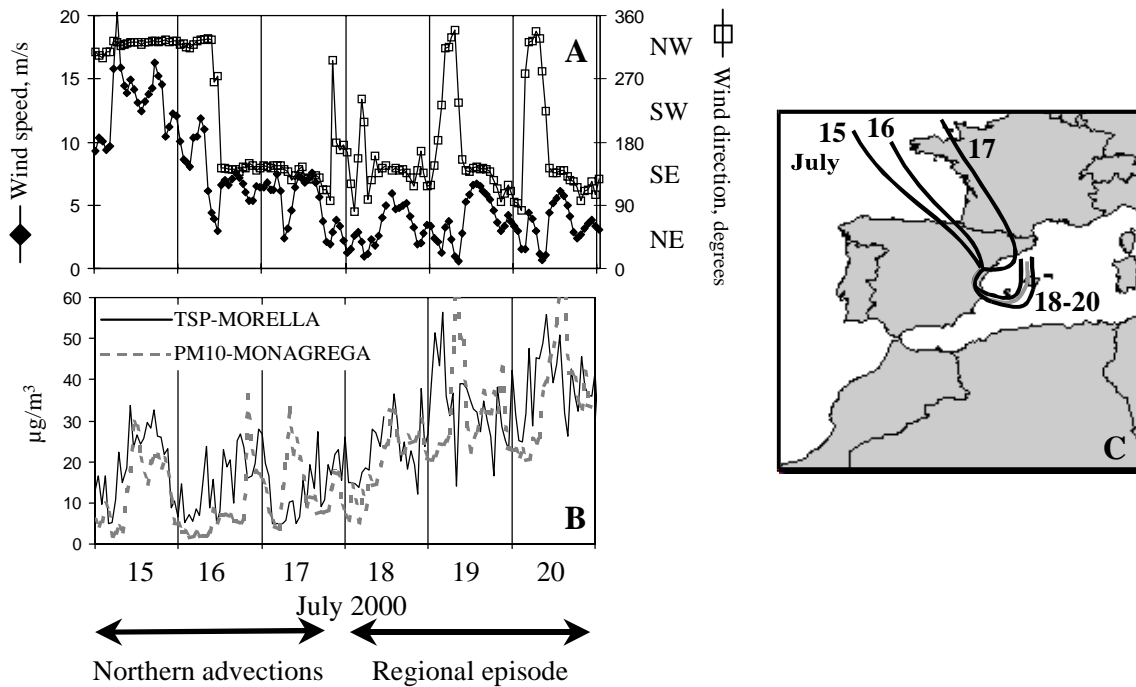 20
15
10
5
0
Wind speed, m/s
A
360
270
180
90
0
NW
SW
SE
NE
Wind direction, degrees
60
50
40
30
20
10
0
µg/m³
TSP-MORELLA
PM10-MONAGREGA
B
15 16 17 18 19 20
July 2000
Northern advections Regional episode
15 16 17
July
18-20
C